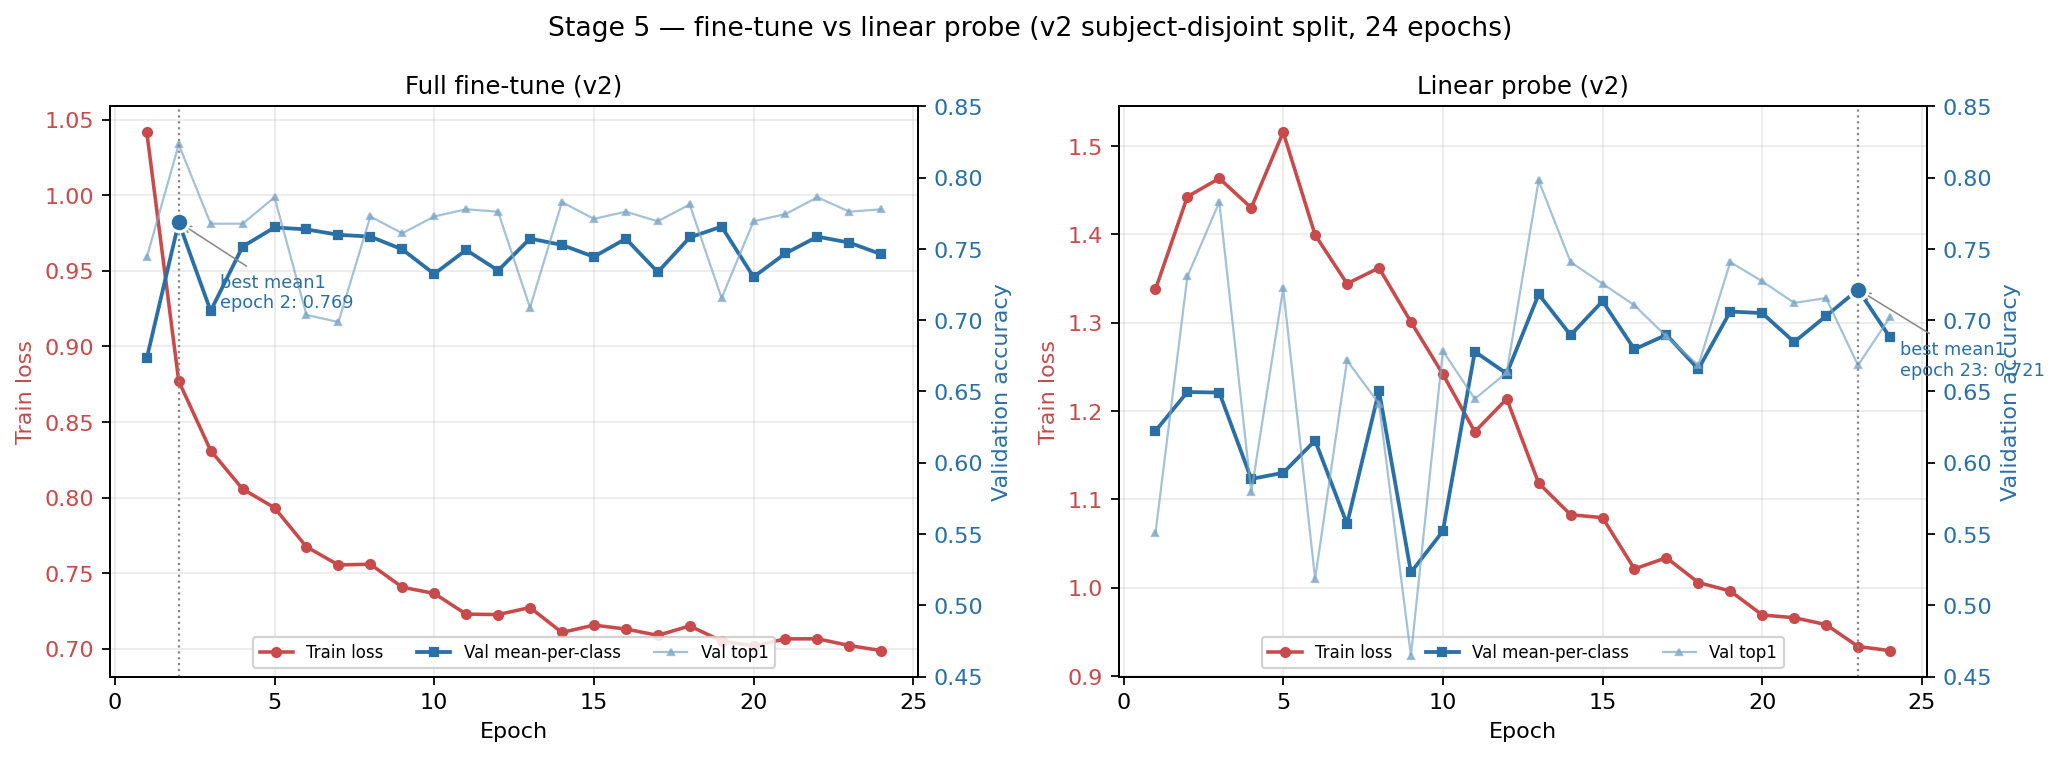 Stage 5 — fine-tune vs linear probe (v2 subject-disjoint split, 24 epochs)
Full fine-tune (v2)
Train loss
1.05
1.00
0.95
0.90
0.85
0.80
0.75
0.70
0.85
0.80
0.75
0.70
0.65
0.60
0.55
0.50
0.45
Validation accuracy
best mean1
epoch 2: 0.769
Train loss
Val mean-per-class
Val top1
0
5
10
15
20
25
Epoch
Linear probe (v2)
Train loss
1.5
1.4
1.3
1.2
1.1
1.0
0.9
0.85
0.80
0.75
0.70
0.65
0.60
0.55
0.50
0.45
Validation accuracy
best mean1
epoch 23: 0.721
Train loss
Val mean-per-class
Val top1
0
5
10
15
20
25
Epoch